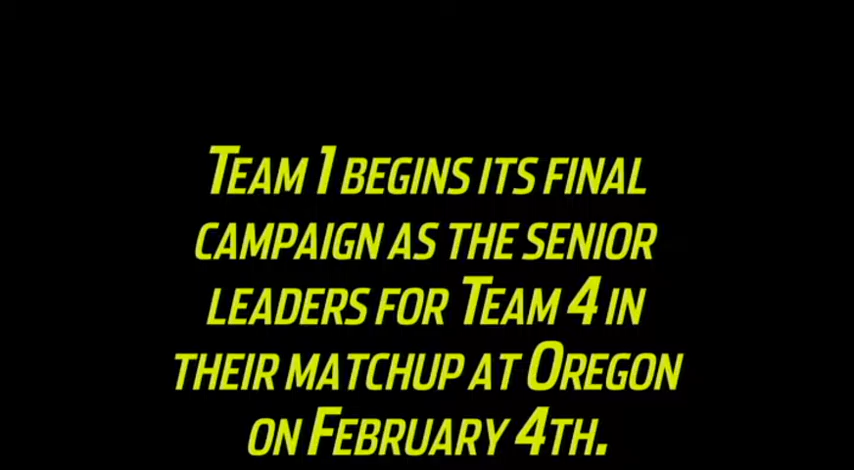 Team 1 begins its final
campaign as the senior
leaders for Team 4 in
their matchup at Oregon
on February 4th.